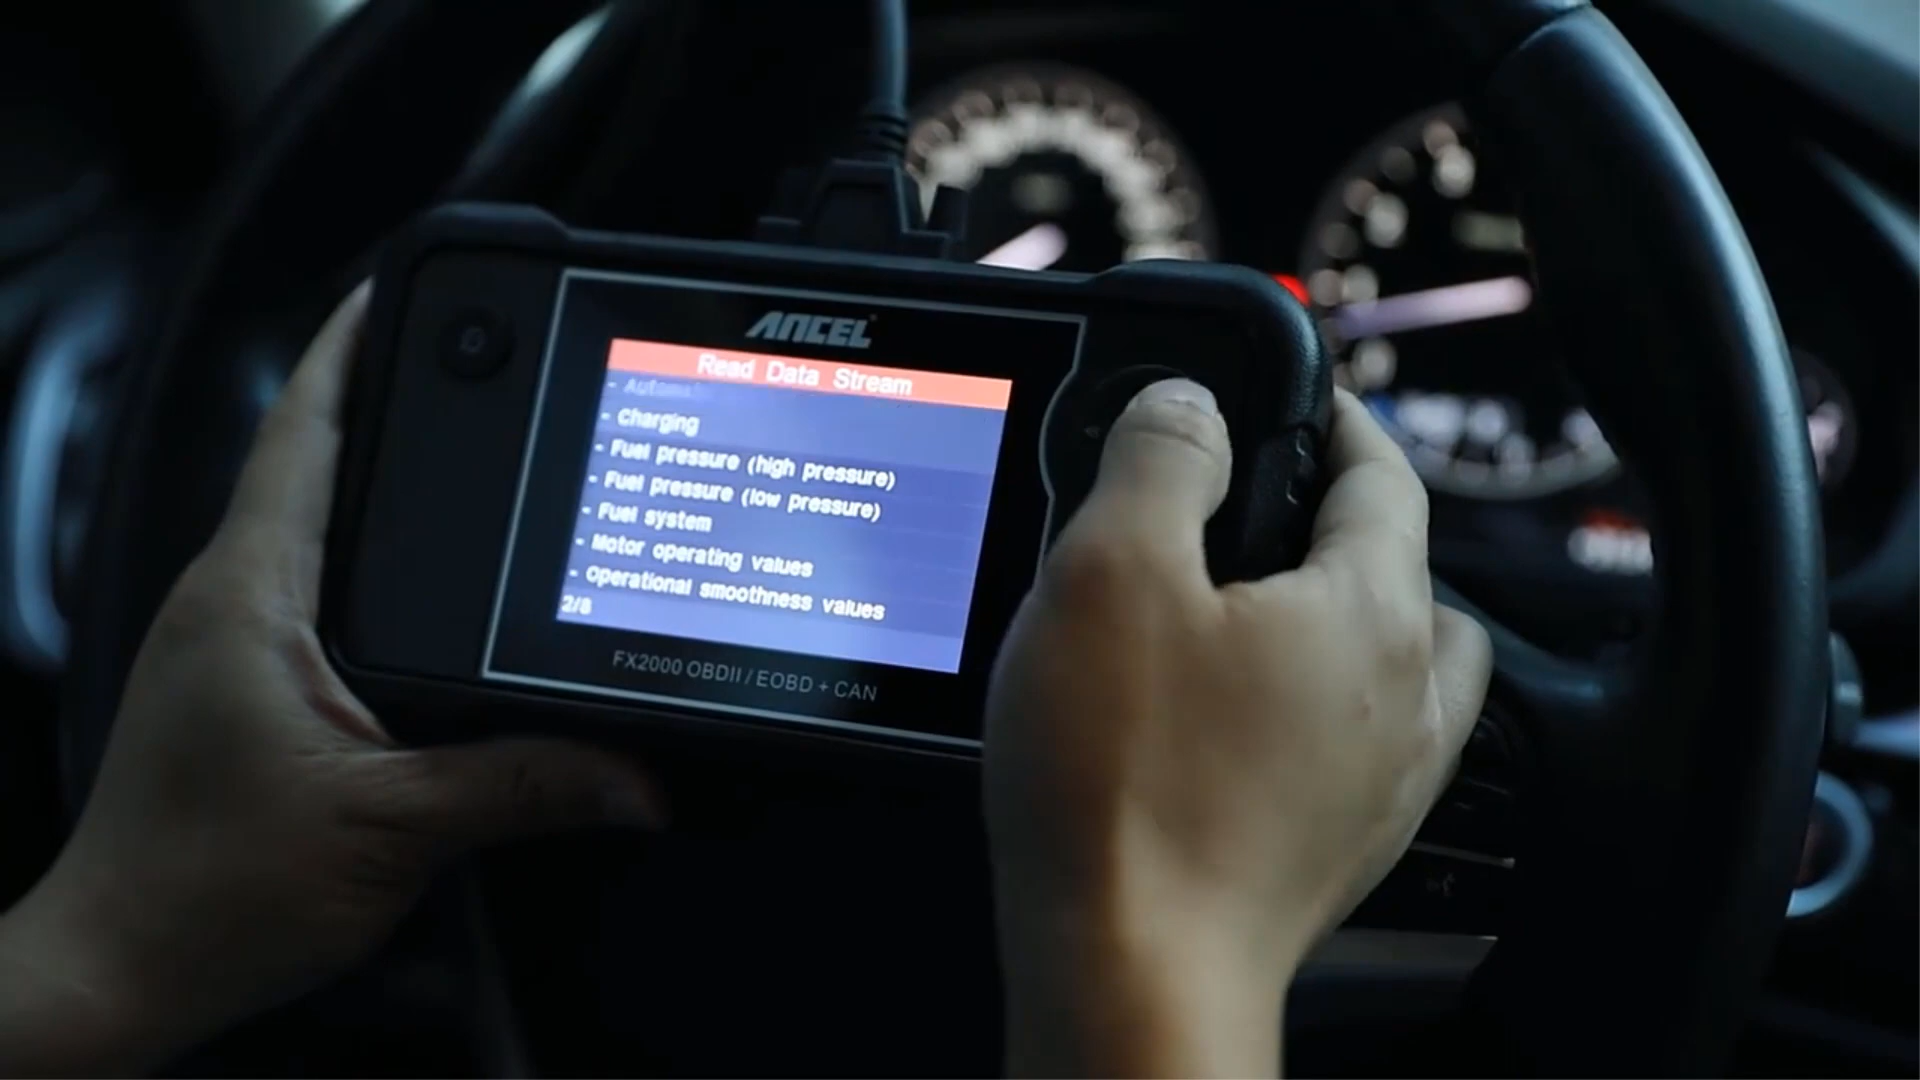 ANCEL
Read Data Stream
- Charging
- Fuel pressure (high pressure)
- Fuel pressure (low pressure)
- Fuel system
- Motor operating values
- Operational smoothness values
2/8
FX2000 OBDII / EOBD + CAN